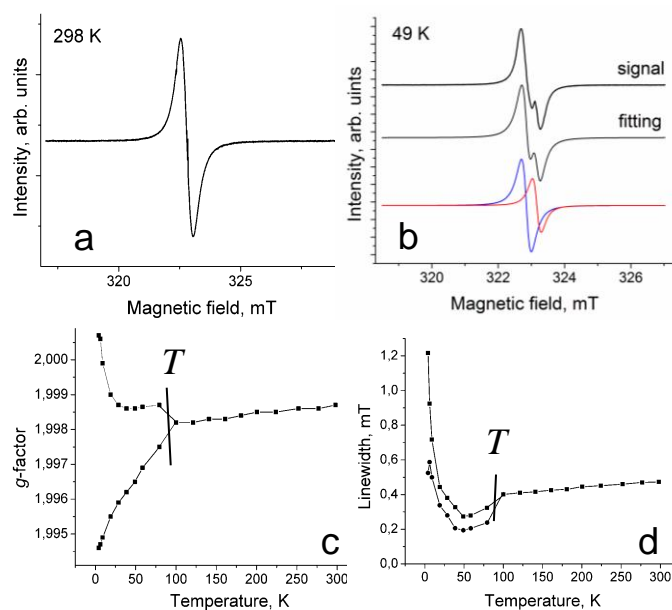 298 K
Intensity, arb. units
a
320
325
Magnetic field, mT
49 K
signal
fitting
Intensity, arb. uints
b
320
322
324
326
Magnetic field, mT
2,000
1,999
1,998
1,997
1,996
1,995
g-factor
T
c
0
50
100
150
200
250
300
Temperature, K
1,2
1,0
0,8
0,6
0,4
0,2
0,0
Linewidth, mT
T
d
0
50
100
150
200
250
300
Temperature, K